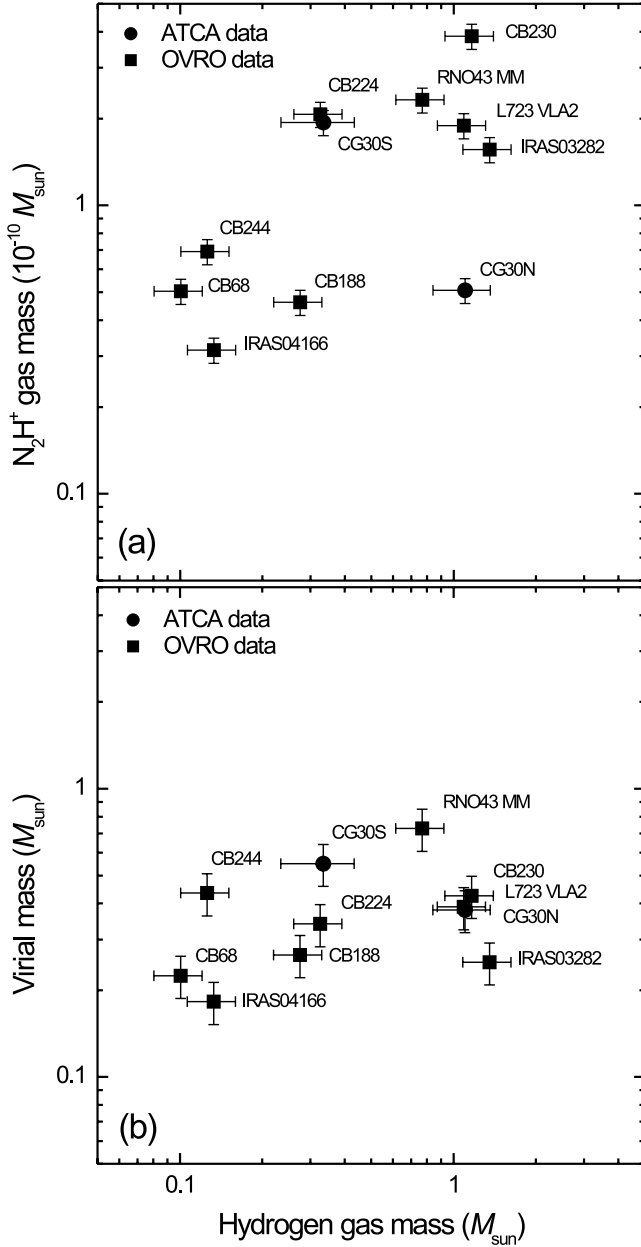 ATCA data
OVRO data
CB230
CB224
RNO43 MM
L723 VLA2
CG30S
IRAS03282
CB244
CG30N
CB68
CB188
IRAS04166
1
0.1
N₂H⁺ gas mass (10⁻¹⁰ Mₛᵤₙ)
(a)
ATCA data
OVRO data
1
RNO43 MM
CG30S
CB244
CB230
L723 VLA2
CB224
CG30N
CB68
CB188
IRAS03282
IRAS04166
0.1
Virial mass (Mₛᵤₙ)
(b)
0.1
1
Hydrogen gas mass (Mₛᵤₙ)